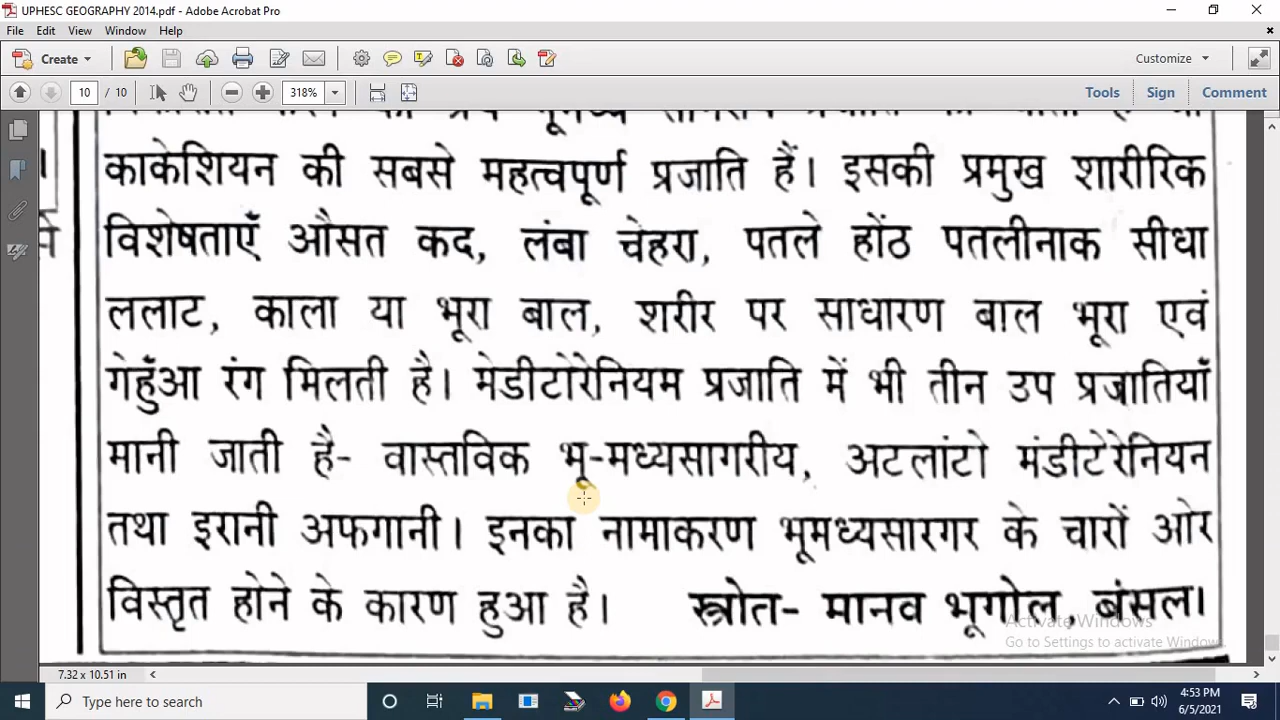 UPHESC GEOGRAPHY 2014.pdf - Adobe Acrobat Pro
File Edit View Window Help
Create Customize
10 / 10 318% Tools Sign Comment
काकेशियन की सबसे महत्वपूर्ण प्रजाति हैं। इसकी प्रमुख शारीरिक
विशेषताएँ औसत कद, लंबा चेहरा, पतले होंठ पतलीनाक सीधा
ललाट, काला या भूरा बाल, शरीर पर साधारण बाल भूरा एवं
गेहुँआ रंग मिलती है। मेडीटोरेनियम प्रजाति में भी तीन उप प्रजातियाँ
मानी जाती है- वास्तविक भू-मध्यसागरीय, अटलांटो मंडीटेरेनियन
तथा इरानी अफगानी। इनका नामाकरण भूमध्यसारगर के चारों ओर
विस्तृत होने के कारण हुआ है। स्त्रोत- मानव भूगोल, बंसल।
Activate Windows
Go to Settings to activate Windows.
7.32 x 10.51 in
Type here to search
4:53 PM
6/5/2021